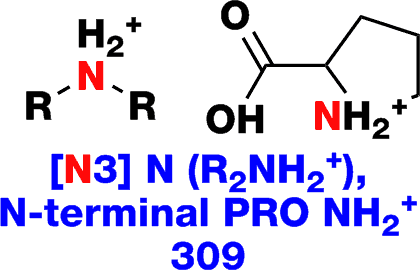 H₂⁺
N
R R
O
OH
NH₂⁺
[N3] N (R₂NH₂⁺),
N-terminal PRO NH₂⁺
309